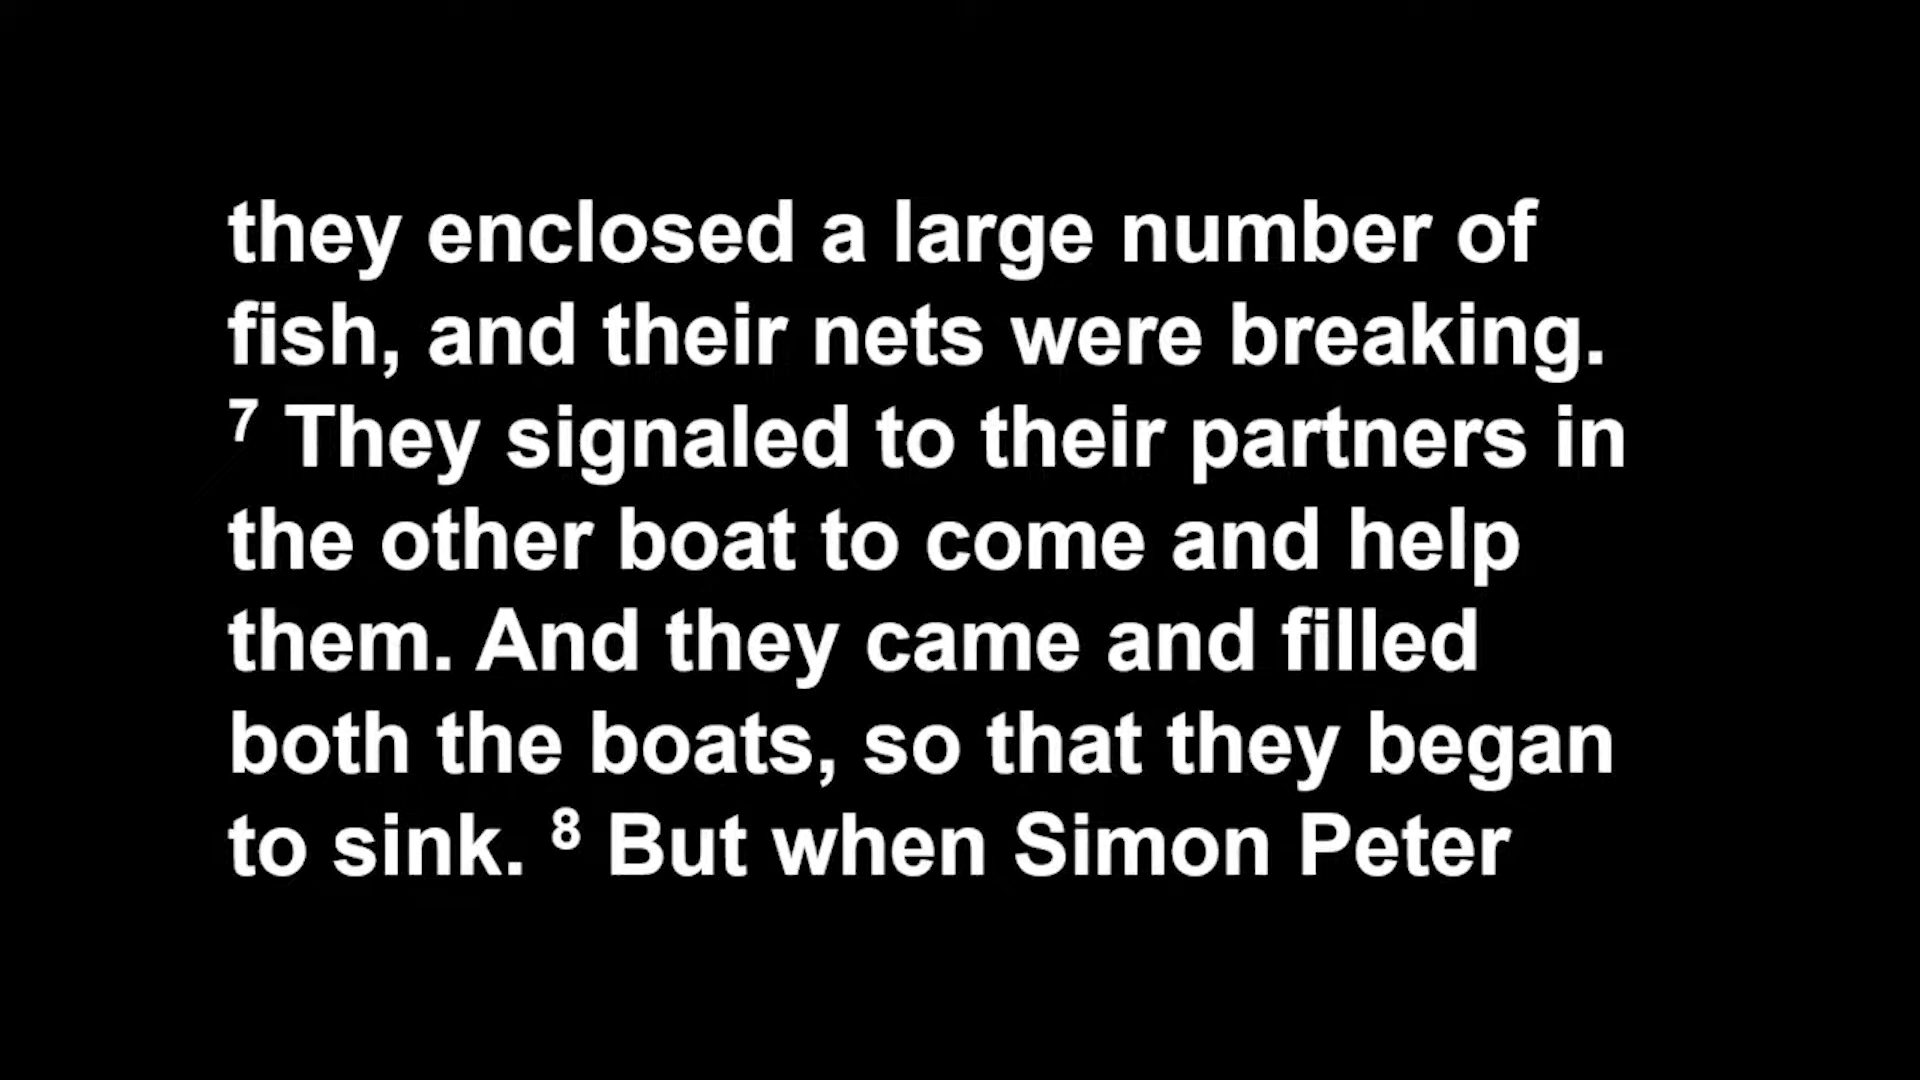 they enclosed a large number of
fish, and their nets were breaking.
⁷ They signaled to their partners in
the other boat to come and help
them. And they came and filled
both the boats, so that they began
to sink. ⁸ But when Simon Peter